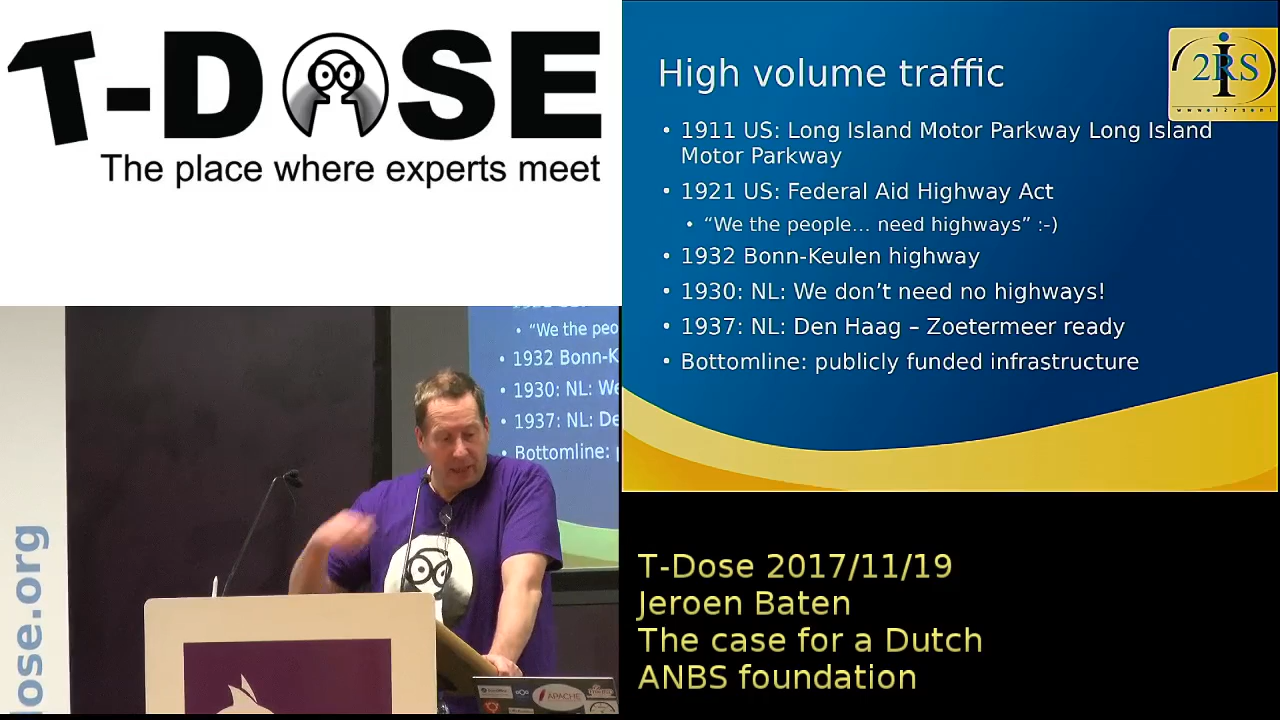 T-DOSE
The place where experts meet
High volume traffic
i
2RS
• 1911 US: Long Island Motor Parkway Long Island
Motor Parkway
• 1921 US: Federal Aid Highway Act
• “We the people... need highways” :-)
• 1932 Bonn-Keulen highway
• 1930: NL: We don’t need no highways!
• 1937: NL: Den Haag – Zoetermeer ready
• Bottomline: publicly funded infrastructure
• “We the peo
• 1932 Bonn-K
• 1930: NL: We
• 1937: NL: De
• Bottomline: p
ose.org
APACHE
T-Dose 2017/11/19
Jeroen Baten
The case for a Dutch
ANBS foundation